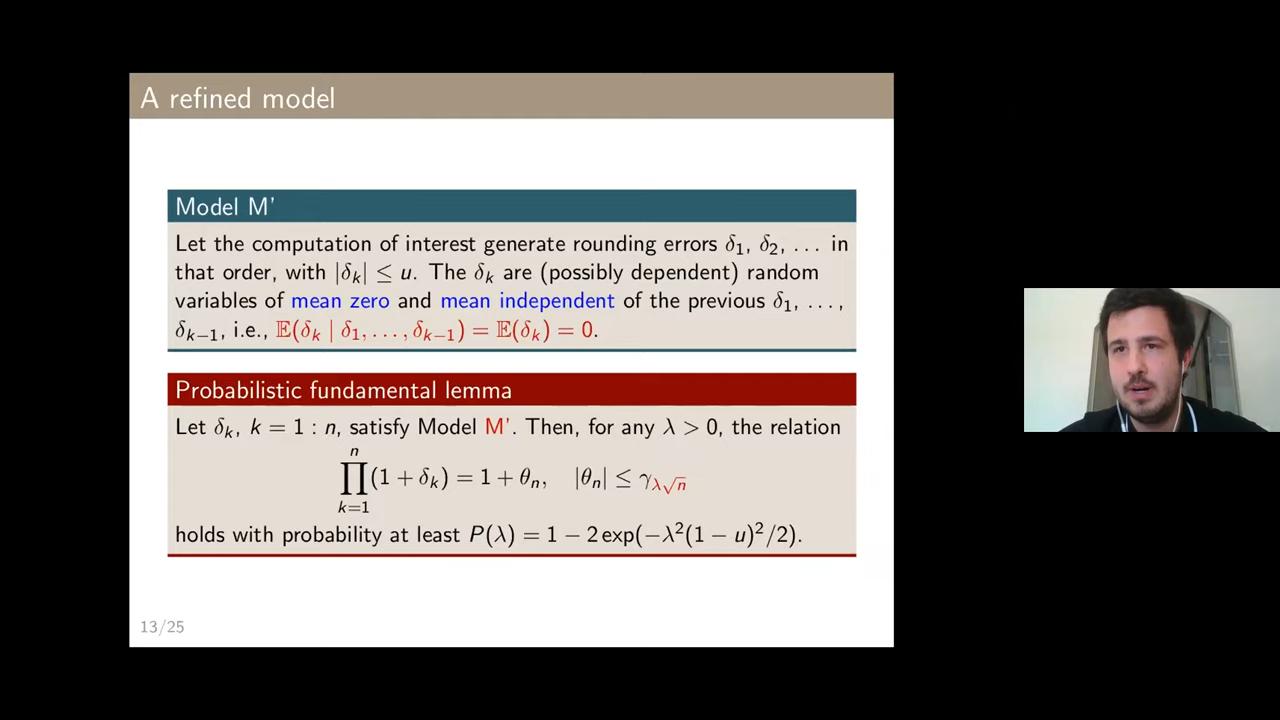 A refined model
Model M'
Let the computation of interest generate rounding errors δ₁, δ₂, ... in
that order, with |δₖ| ≤ u. The δₖ are (possibly dependent) random
variables of mean zero and mean independent of the previous δ₁, ...,
δₖ₋₁, i.e., 𝔼(δₖ | δ₁, ..., δₖ₋₁) = 𝔼(δₖ) = 0.
Probabilistic fundamental lemma
Let δₖ, k = 1 : n, satisfy Model M'. Then, for any λ > 0, the relation
∏_{k=1}^{n} (1 + δₖ) = 1 + θₙ, |θₙ| ≤ γ_{λ√n}
holds with probability at least P(λ) = 1 − 2 exp(−λ²(1 − u)²/2).
13/25